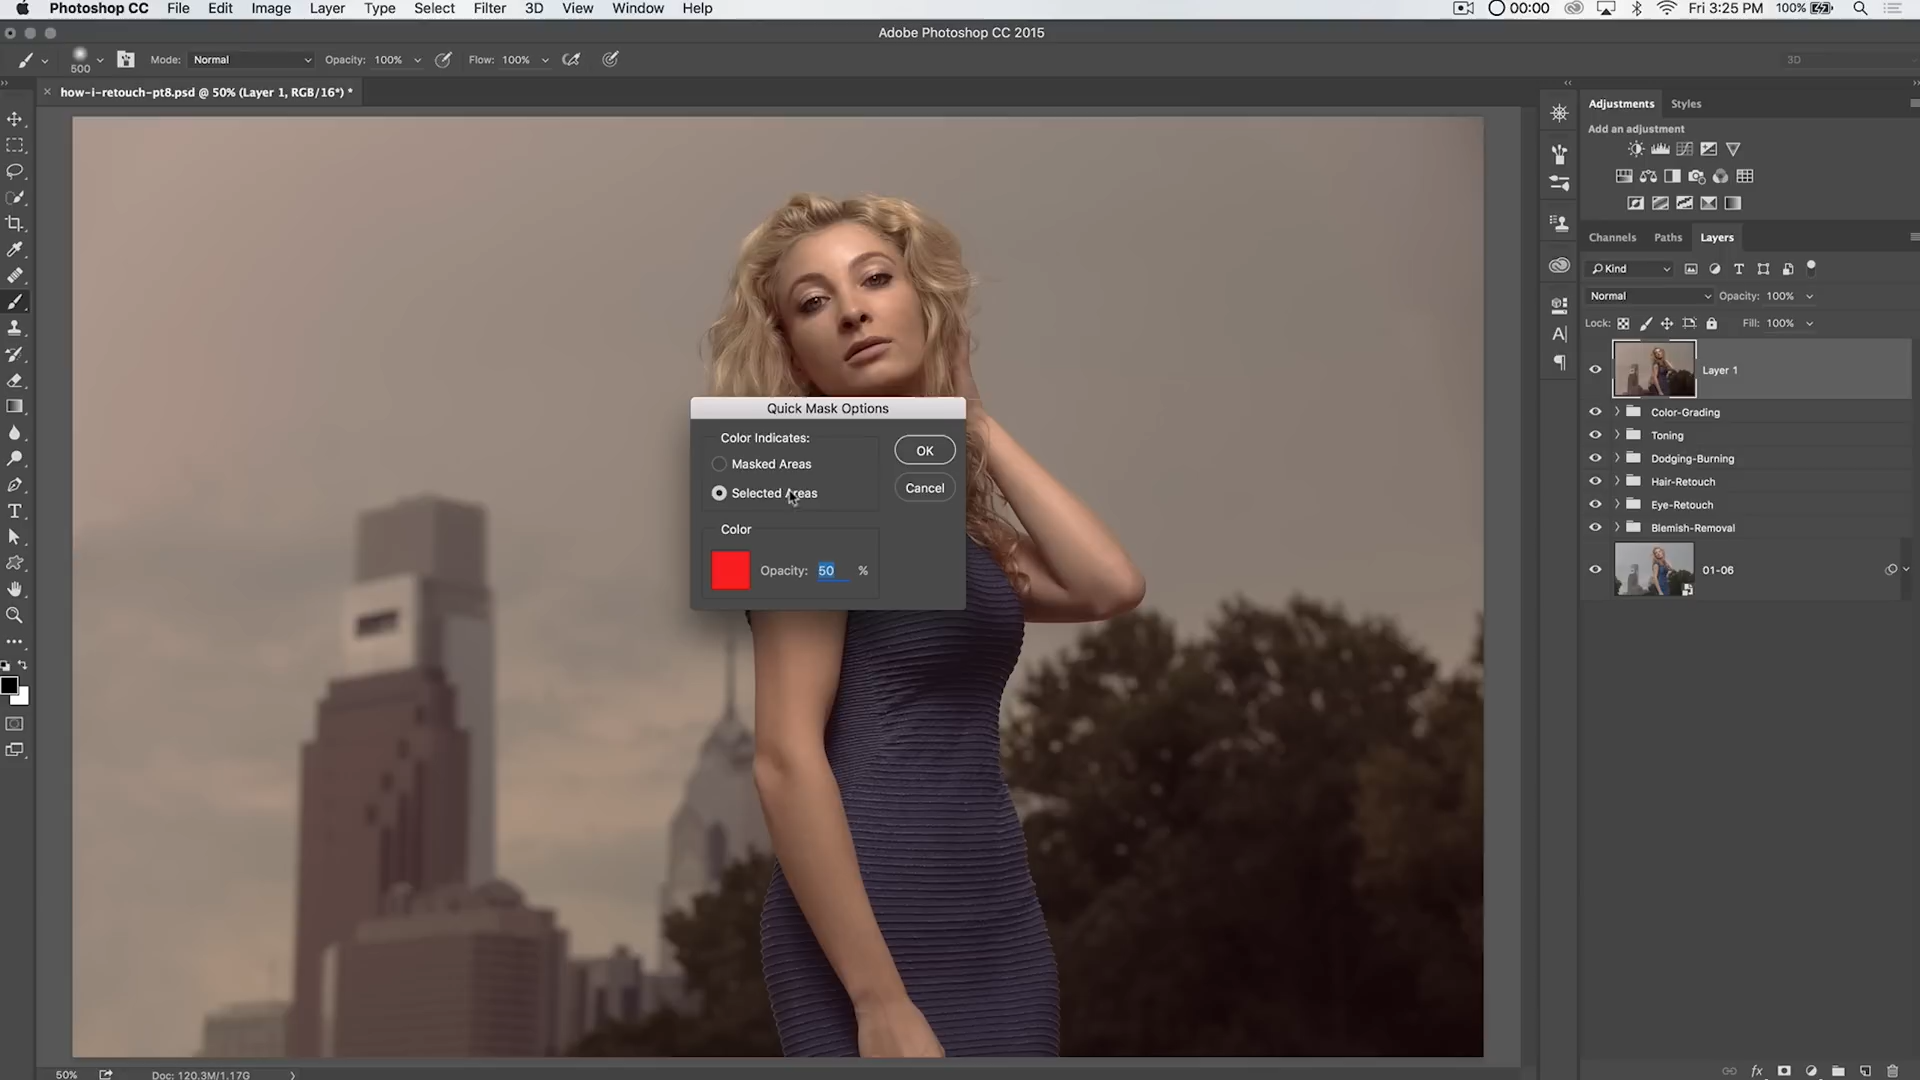 Photoshop CC File Edit Image Layer Type Select Filter 3D View Window Help 00:00 100% Fri 3:25 PM
Adobe Photoshop CC 2015
500 Mode: Normal Opacity: 100% Flow: 100% 3D
× how-i-retouch-pt8.psd @ 50% (Layer 1, RGB/16*) *
Adjustments Styles
Add an adjustment
Channels Paths Layers
Kind
Normal Opacity: 100%
Lock: Fill: 100%
Layer 1
Color-Grading
Toning
Dodging-Burning
Hair-Retouch
Eye-Retouch
Blemish-Removal
01-06
Quick Mask Options
Color Indicates:
Masked Areas
Selected Areas
OK
Cancel
Color
Opacity: 50 %
50% Doc: 120.3M/1.17G
fx